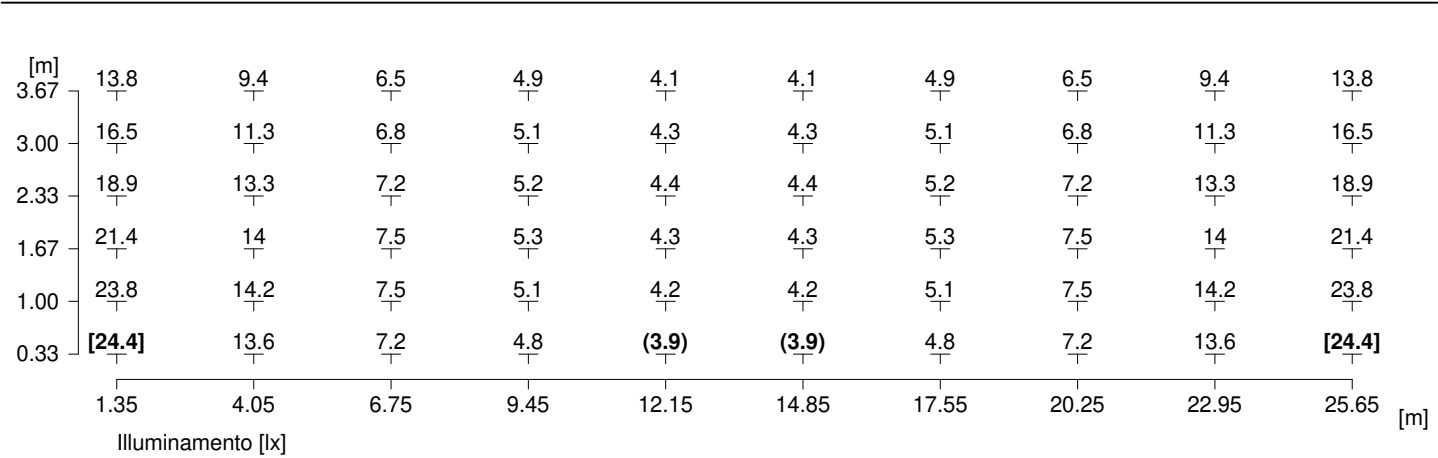 [m]
3.67 13.8 9.4 6.5 4.9 4.1 4.1 4.9 6.5 9.4 13.8
3.00 16.5 11.3 6.8 5.1 4.3 4.3 5.1 6.8 11.3 16.5
2.33 18.9 13.3 7.2 5.2 4.4 4.4 5.2 7.2 13.3 18.9
1.67 21.4 14 7.5 5.3 4.3 4.3 5.3 7.5 14 21.4
1.00 23.8 14.2 7.5 5.1 4.2 4.2 5.1 7.5 14.2 23.8
0.33 [24.4] 13.6 7.2 4.8 (3.9) (3.9) 4.8 7.2 13.6 [24.4]
1.35 4.05 6.75 9.45 12.15 14.85 17.55 20.25 22.95 25.65 [m]
Illuminamento [lx]